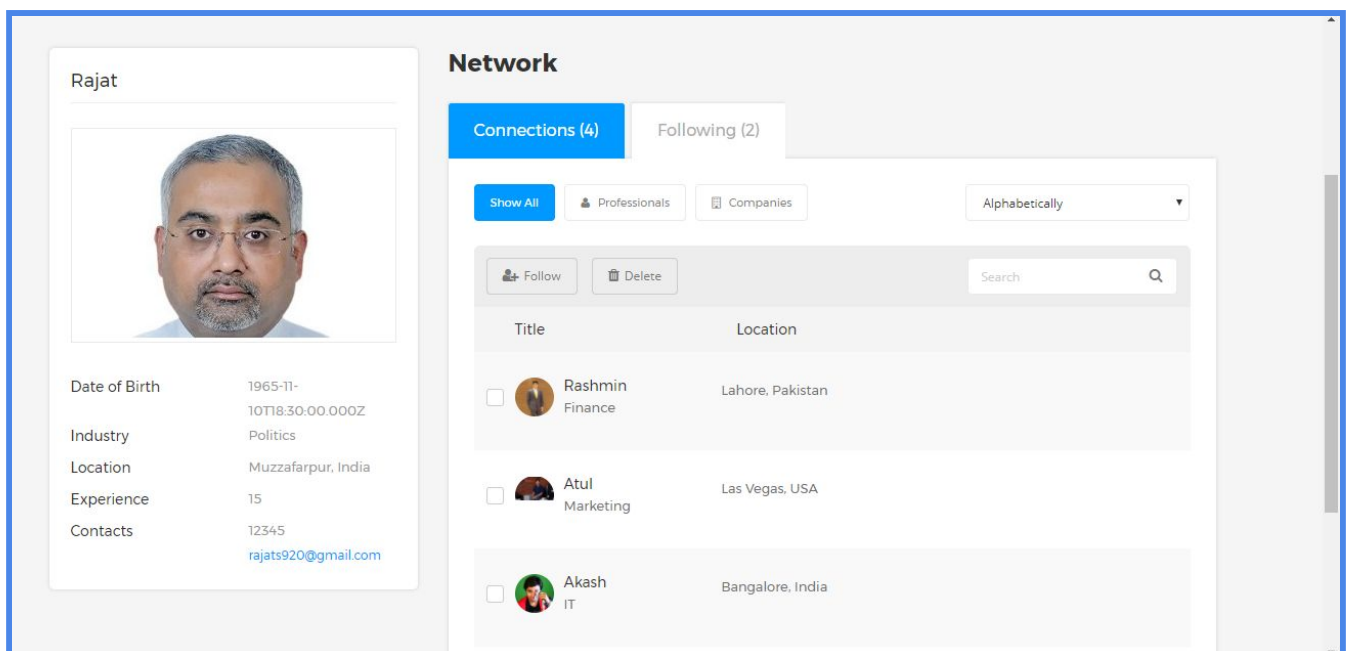 Rajat
Date of Birth 1965-11-
10T18:30:00.000Z
Industry Politics
Location Muzzafarpur, India
Experience 15
Contacts 12345
rajats920@gmail.com
Network
Connections (4) Following (2)
Show All Professionals Companies Alphabetically
Follow Delete Search
Title Location
Rashmin Lahore, Pakistan
Finance
Atul Las Vegas, USA
Marketing
Akash Bangalore, India
IT